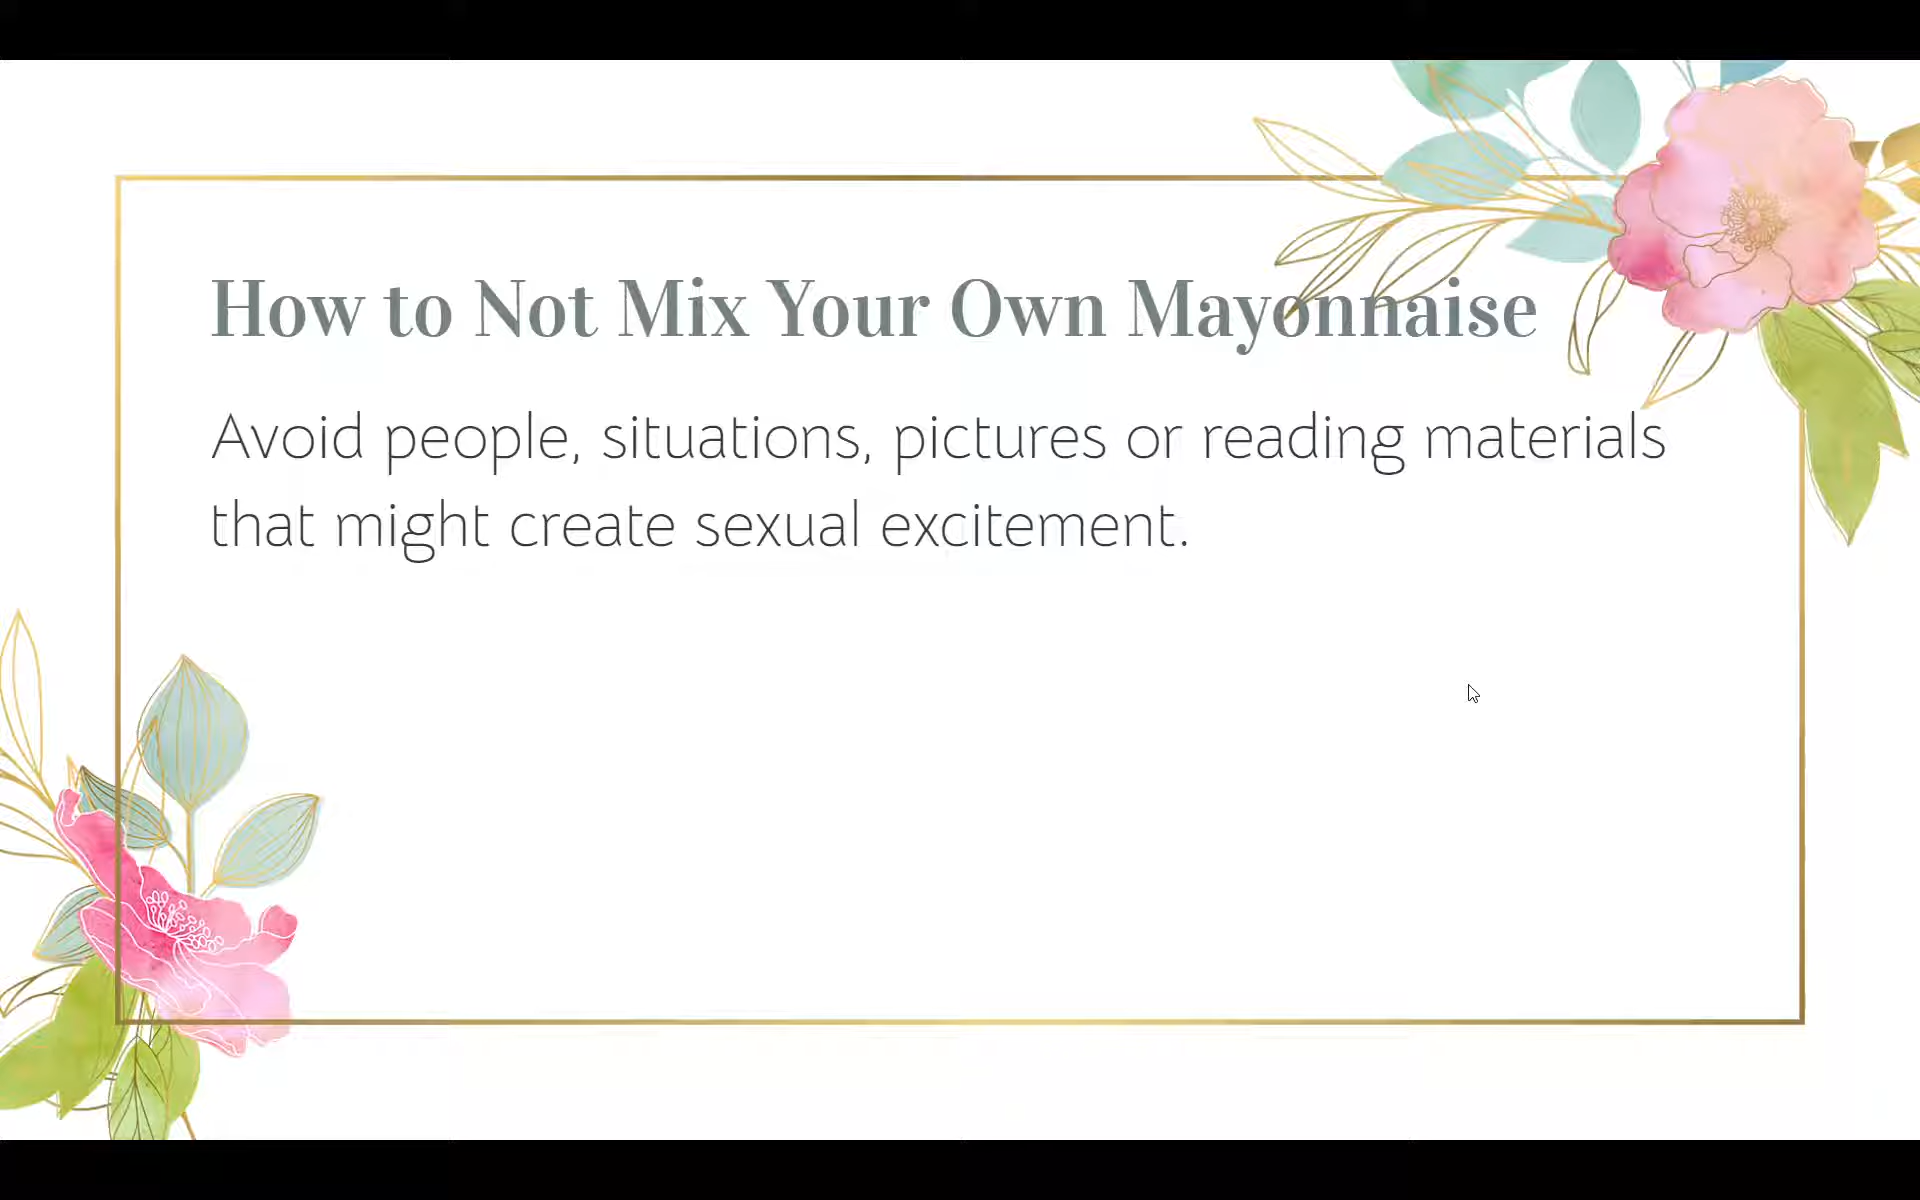 How to Not Mix Your Own Mayonnaise
Avoid people, situations, pictures or reading materials
that might create sexual excitement.